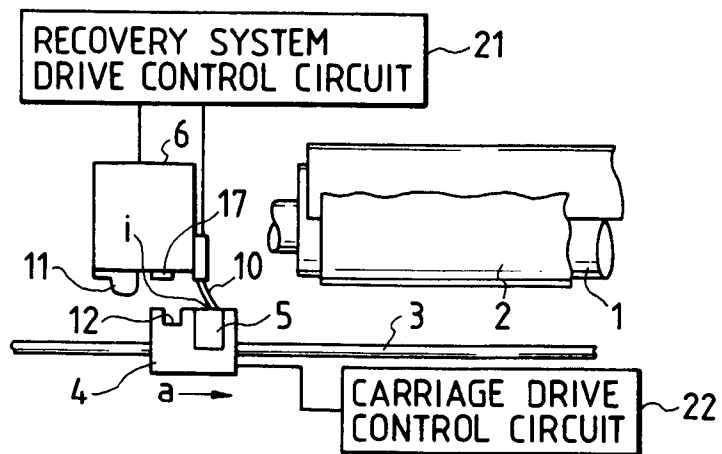 RECOVERY SYSTEM
DRIVE CONTROL CIRCUIT
21
6
i
17
11
10
12
5
3
2
1
4
a
CARRIAGE DRIVE
CONTROL CIRCUIT
22